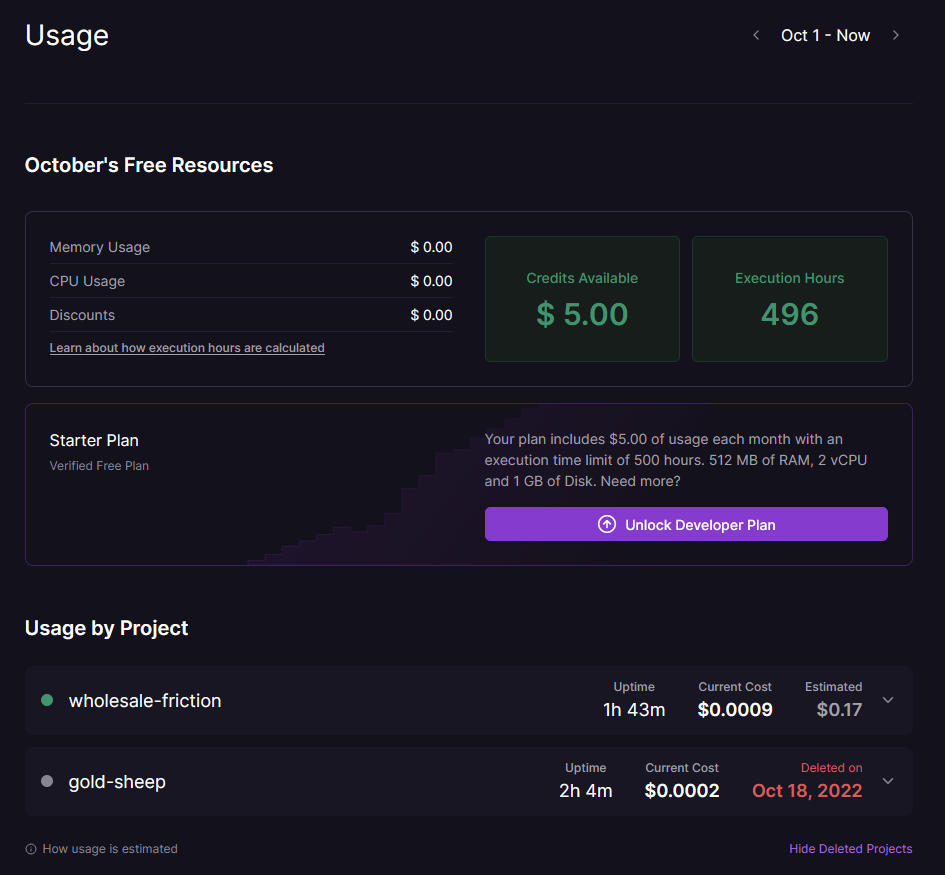 Usage
Oct 1 - Now
October's Free Resources
Memory Usage $ 0.00
CPU Usage $ 0.00
Discounts $ 0.00
Learn about how execution hours are calculated
Credits Available
$ 5.00
Execution Hours
496
Starter Plan
Verified Free Plan
Your plan includes $5.00 of usage each month with an
execution time limit of 500 hours. 512 MB of RAM, 2 vCPU
and 1 GB of Disk. Need more?
Unlock Developer Plan
Usage by Project
wholesale-friction
Uptime Current Cost Estimated
1h 43m $0.0009 $0.17
gold-sheep
Uptime Current Cost Deleted on
2h 4m $0.0002 Oct 18, 2022
How usage is estimated
Hide Deleted Projects